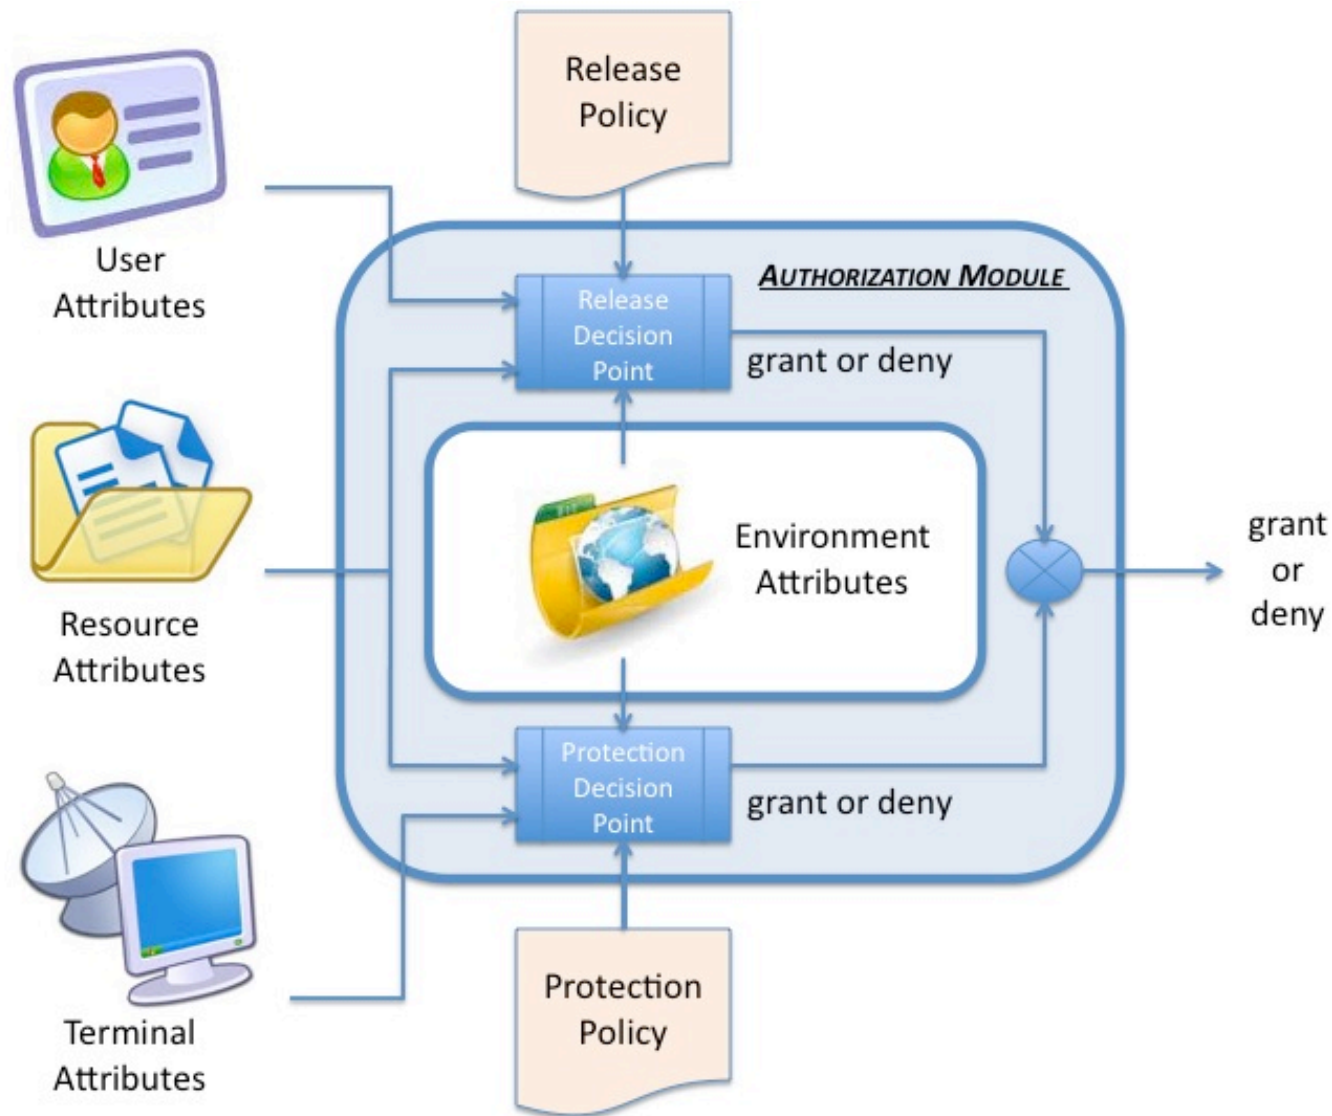 Release
Policy
User
Attributes
AUTHORIZATION MODULE
Release
Decision
Point
grant or deny
Resource
Attributes
Environment
Attributes
grant
or
deny
Protection
Decision
Point
grant or deny
Terminal
Attributes
Protection
Policy